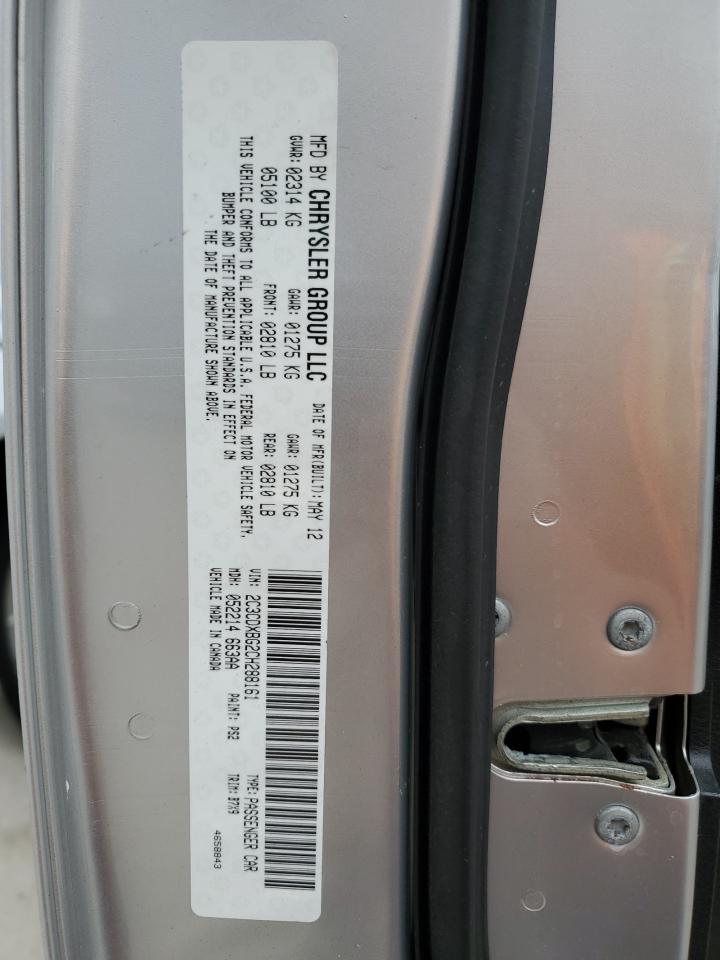 MFD BY CHRYSLER GROUP LLC DATE OF MFR(BUILT): MAY 12
GVWR: 02314 KG GAWR: 01275 KG GAWR: 01275 KG
05100 LB FRONT: 02810 LB REAR: 02810 LB
THIS VEHICLE CONFORMS TO ALL APPLICABLE U.S.A. FEDERAL MOTOR VEHICLE SAFETY,
BUMPER AND THEFT PREVENTION STANDARDS IN EFFECT ON
THE DATE OF MANUFACTURE SHOWN ABOVE.
VIN: 2C3CDXBG2CH288161 TYPE: PASSENGER CAR
MDH: 052214 663AA PAINT: PS2 TRIM: B7X9
VEHICLE MADE IN CANADA 4658843